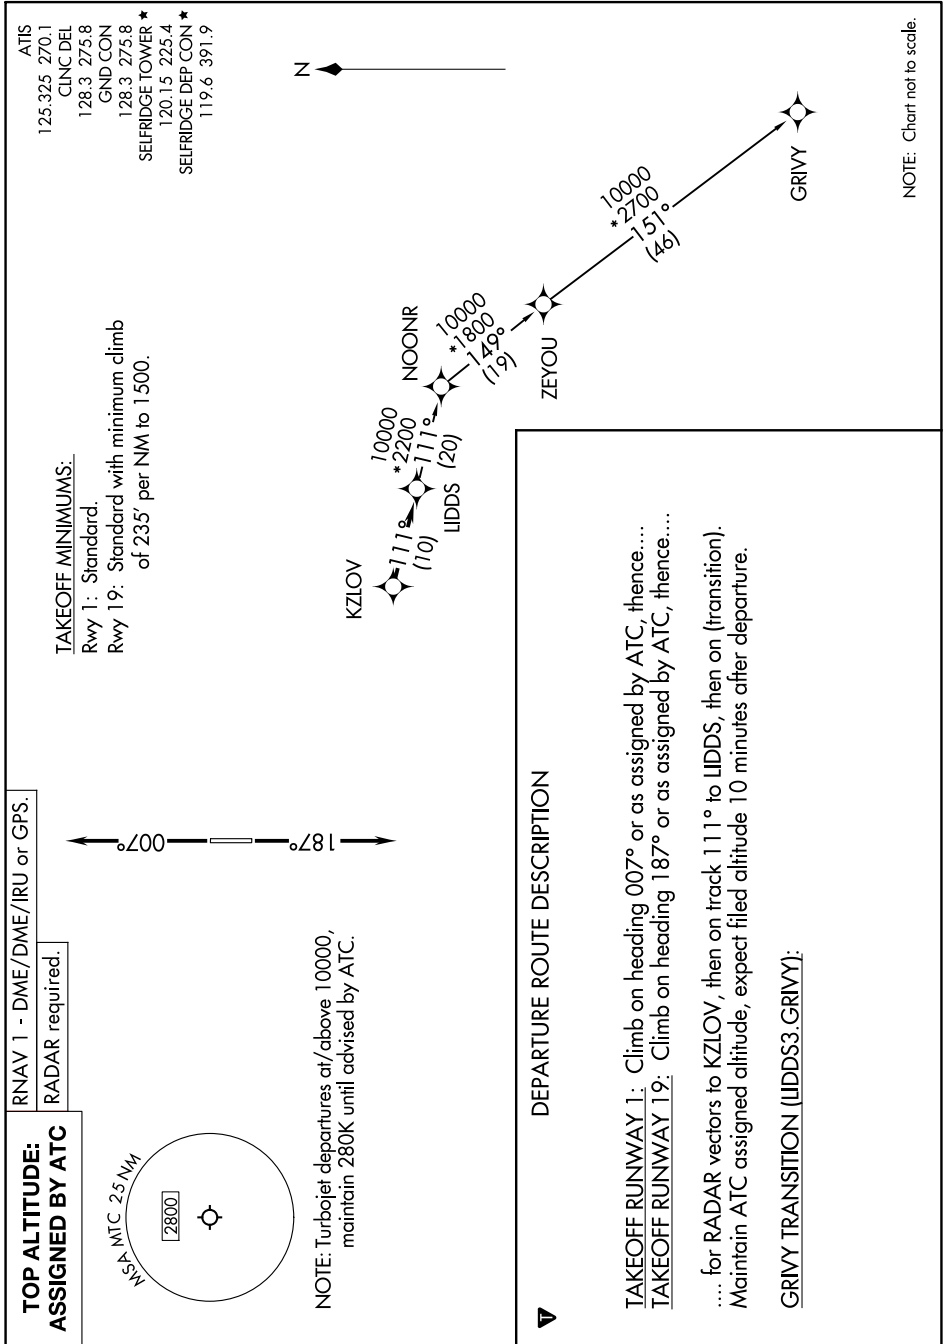 TOP ALTITUDE:
ASSIGNED BY ATC
RNAV 1 - DME/DME/IRU or GPS.
RADAR required.
ATIS
125.325 270.1
CLNC DEL
128.3 275.8
GND CON
128.3 275.8
SELFRIDGE TOWER ★
120.15 225.4
SELFRIDGE DEP CON ★
119.6 391.9
MSA MTC 25 NM
2800
007°
187°
TAKEOFF MINIMUMS:
Rwy 1: Standard.
Rwy 19: Standard with minimum climb
of 235' per NM to 1500.
N
NOTE: Turbojet departures at/above 10000,
maintain 280K until advised by ATC.
KZLOV
111°
(10)
LIDDS
10000
*2200
111°
(20)
NOONR
10000
*1800
149°
(19)
ZEYOU
10000
*2700
151°
(46)
GRIVY
NOTE: Chart not to scale.
T
DEPARTURE ROUTE DESCRIPTION
TAKEOFF RUNWAY 1: Climb on heading 007° or as assigned by ATC, thence....
TAKEOFF RUNWAY 19: Climb on heading 187° or as assigned by ATC, thence....
.... for RADAR vectors to KZLOV, then on track 111° to LIDDS, then on (transition).
Maintain ATC assigned altitude, expect filed altitude 10 minutes after departure.
GRIVY TRANSITION (LIDDS3.GRIVY):